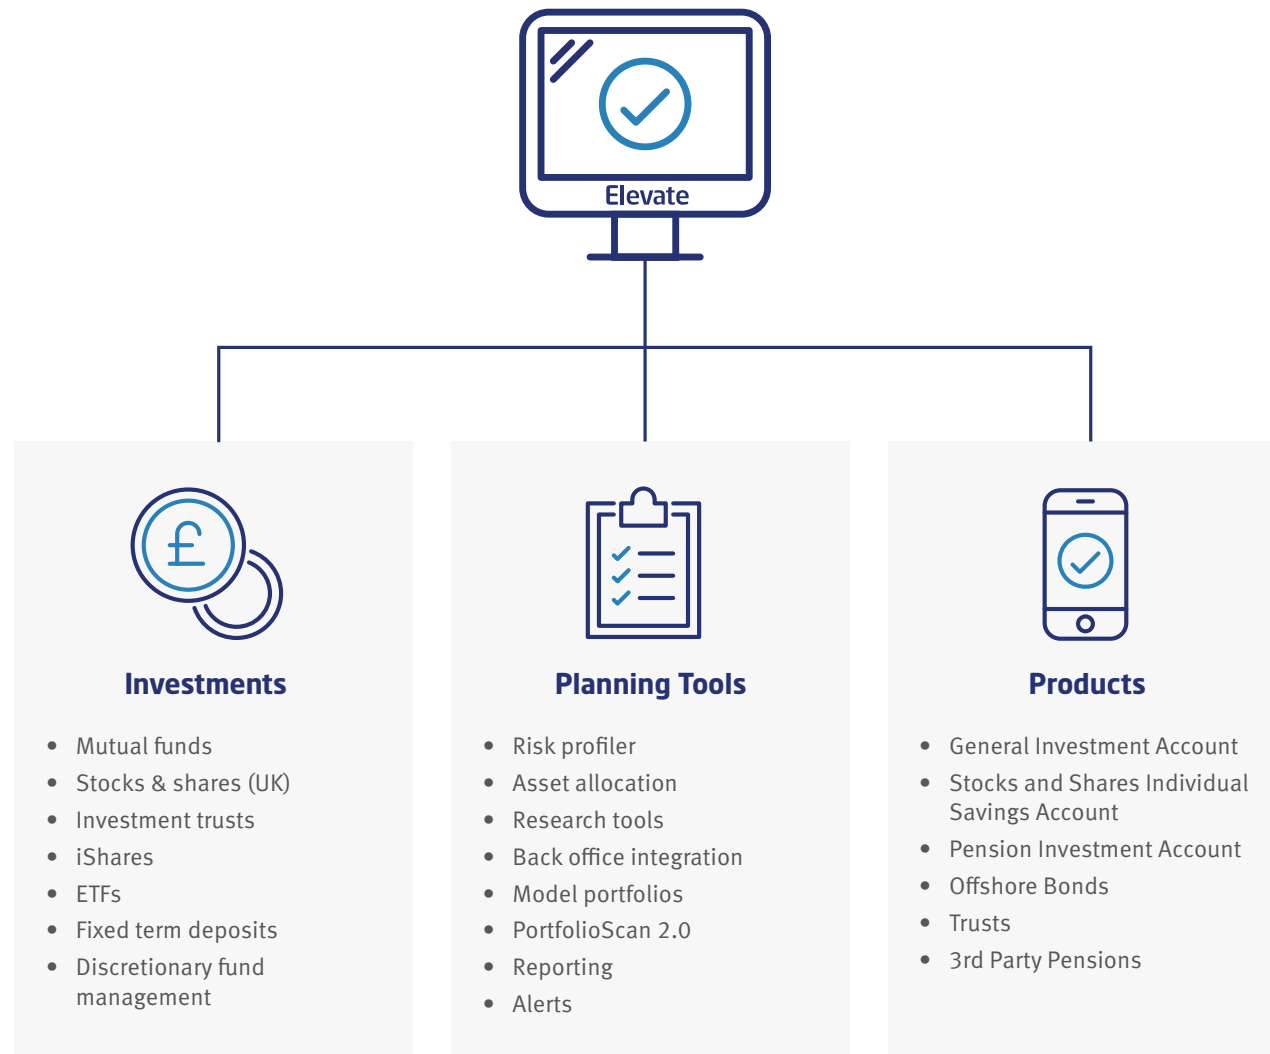 Elevate
Investments
• Mutual funds
• Stocks & shares (UK)
• Investment trusts
• iShares
• ETFs
• Fixed term deposits
• Discretionary fund
management
Planning Tools
• Risk profiler
• Asset allocation
• Research tools
• Back office integration
• Model portfolios
• PortfolioScan 2.0
• Reporting
• Alerts
Products
• General Investment Account
• Stocks and Shares Individual
Savings Account
• Pension Investment Account
• Offshore Bonds
• Trusts
• 3rd Party Pensions